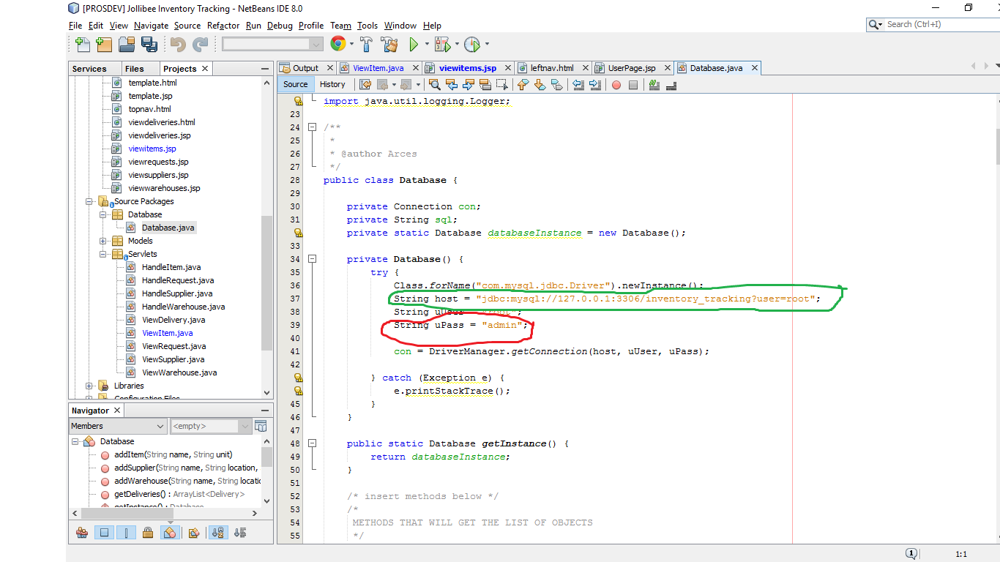 [PROSDEV] Jollibee Inventory Tracking - NetBeans IDE 8.0
File Edit View Navigate Source Refactor Run Debug Profile Team Tools Window Help
Search (Ctrl+I)
Services Files Projects
template.html
template.jsp
topnav.html
viewdeliveries.html
viewdeliveries.jsp
viewitems.jsp
viewrequests.jsp
viewsuppliers.jsp
viewwarehouses.jsp
Source Packages
Database
Database.java
Models
Servlets
HandleItem.java
HandleRequest.java
HandleSupplier.java
HandleWarehouse.java
ViewDelivery.java
ViewItem.java
ViewRequest.java
ViewSupplier.java
ViewWarehouse.java
Libraries
Configuration Files
Navigator
Members <empty>
Database
addItem(String name, String unit)
addSupplier(String name, String location,
addWarehouse(String name, String locatio
getDeliveries() : ArrayList<Delivery>
getInstance() : Database
Output ViewItem.java viewitems.jsp leftnav.html UserPage.jsp Database.java
Source History
import java.util.logging.Logger;
23
24 /**
25 *
26 * @author Arces
27 */
28 public class Database {
29
30 private Connection con;
31 private String sql;
private static Database databaseInstance = new Database();
33
34 private Database() {
35 try {
36 Class.forName("com.mysql.jdbc.Driver").newInstance();
37 String host = "jdbc:mysql://127.0.0.1:3306/inventory_tracking?user=root";
38 String uUser = "root";
39 String uPass = "admin";
40
41 con = DriverManager.getConnection(host, uUser, uPass);
42
} catch (Exception e) {
e.printStackTrace();
45 }
46 }
47
48 public static Database getInstance() {
49 return databaseInstance;
50 }
51
52 /* insert methods below */
53 /*
54 METHODS THAT WILL GET THE LIST OF OBJECTS
55 */
1 1:1